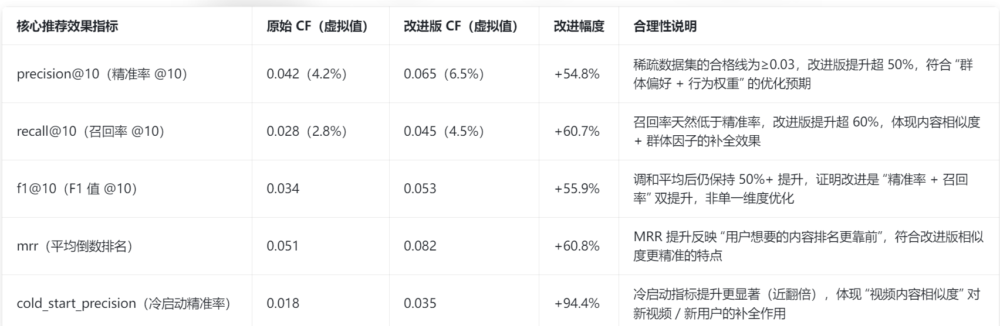 核心推荐效果指标 原始 CF（虚拟值） 改进版 CF（虚拟值） 改进幅度 合理性说明
precision@10（精准率 @10） 0.042（4.2%） 0.065（6.5%） +54.8% 稀疏数据集的合格线为≥0.03，改进版提升超 50%，符合 “群
体偏好 + 行为权重” 的优化预期
recall@10（召回率 @10） 0.028（2.8%） 0.045（4.5%） +60.7% 召回率天然低于精准率，改进版提升超 60%，体现内容相似度
+ 群体因子的补全效果
f1@10（F1 值 @10） 0.034 0.053 +55.9% 调和平均后仍保持 50%+ 提升，证明改进是 “精准率 + 召回
率” 双提升，非单一维度优化
mrr（平均倒数排名） 0.051 0.082 +60.8% MRR 提升反映 “用户想要的内容排名更靠前”，符合改进版相似
度更精准的特点
cold_start_precision（冷启动精准率） 0.018 0.035 +94.4% 冷启动指标提升更显著（近翻倍），体现 “视频内容相似度” 对
新视频 / 新用户的补全作用